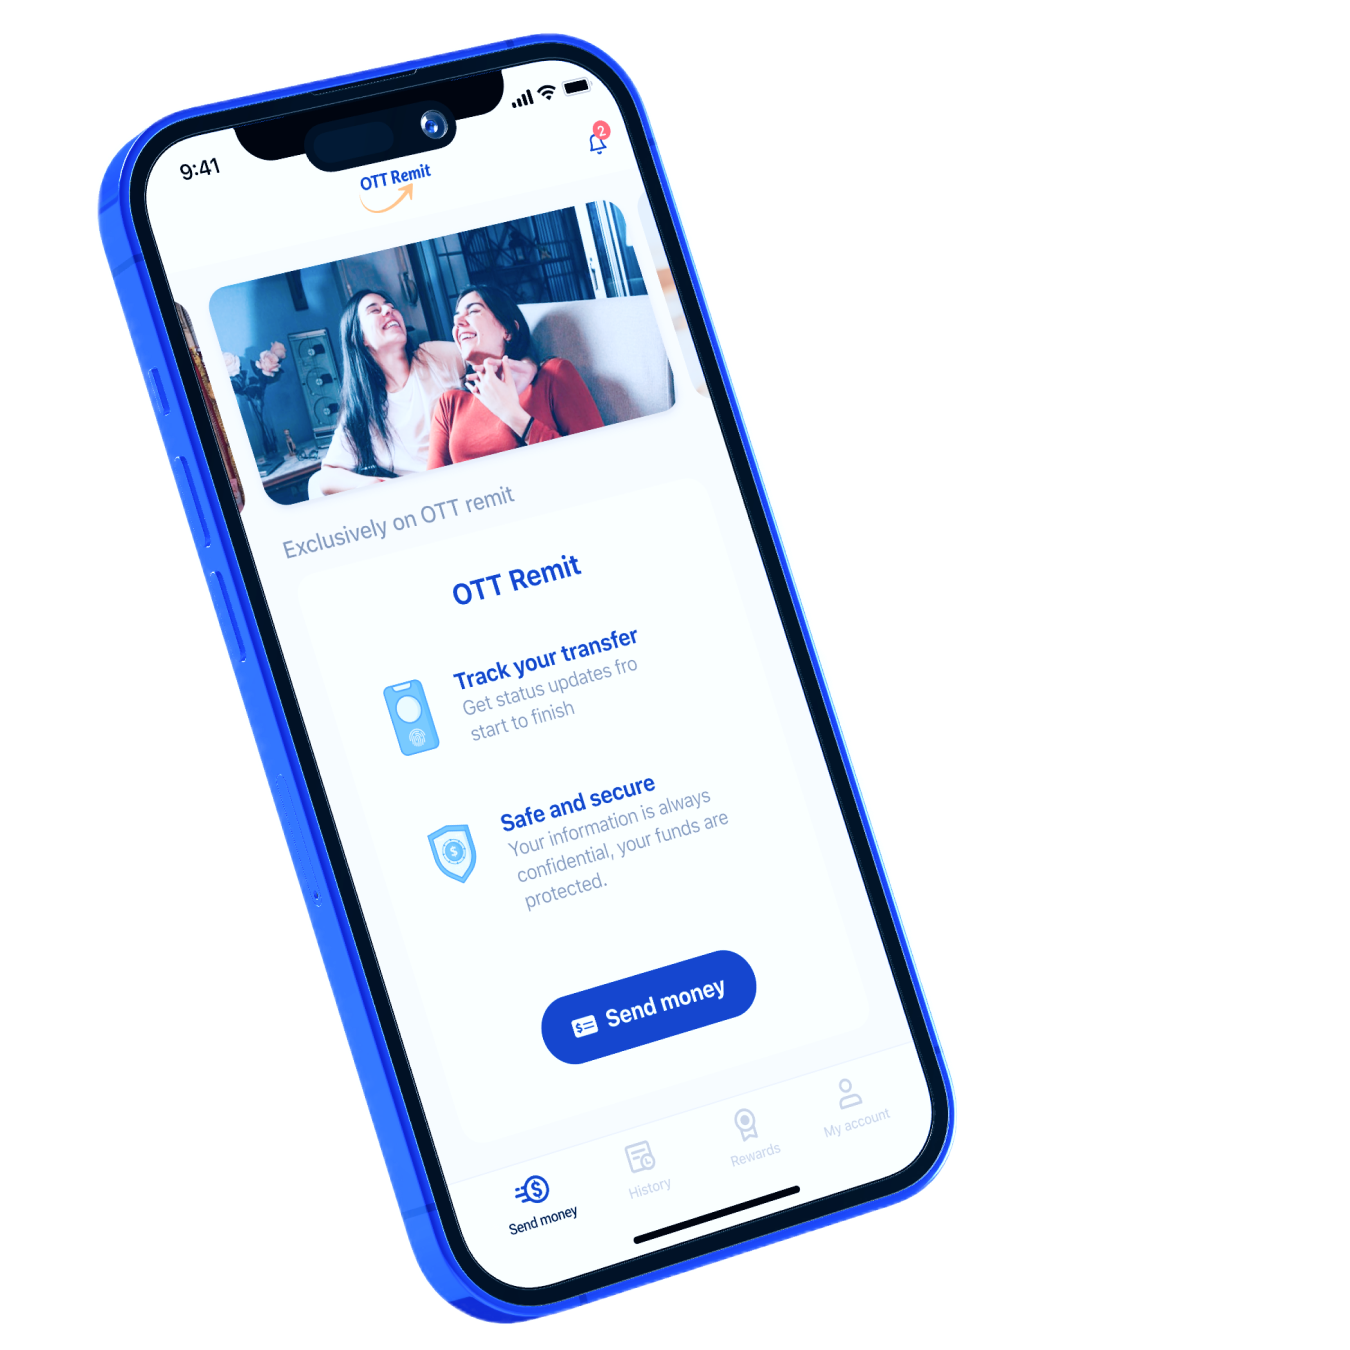 9:41
2
OTT Remit
Exclusively on OTT remit
OTT Remit
Track your transfer
Get status updates fro
start to finish
Safe and secure
Your information is always
confidential, your funds are
protected.
$
Send money
Send money
History
Rewards
My account